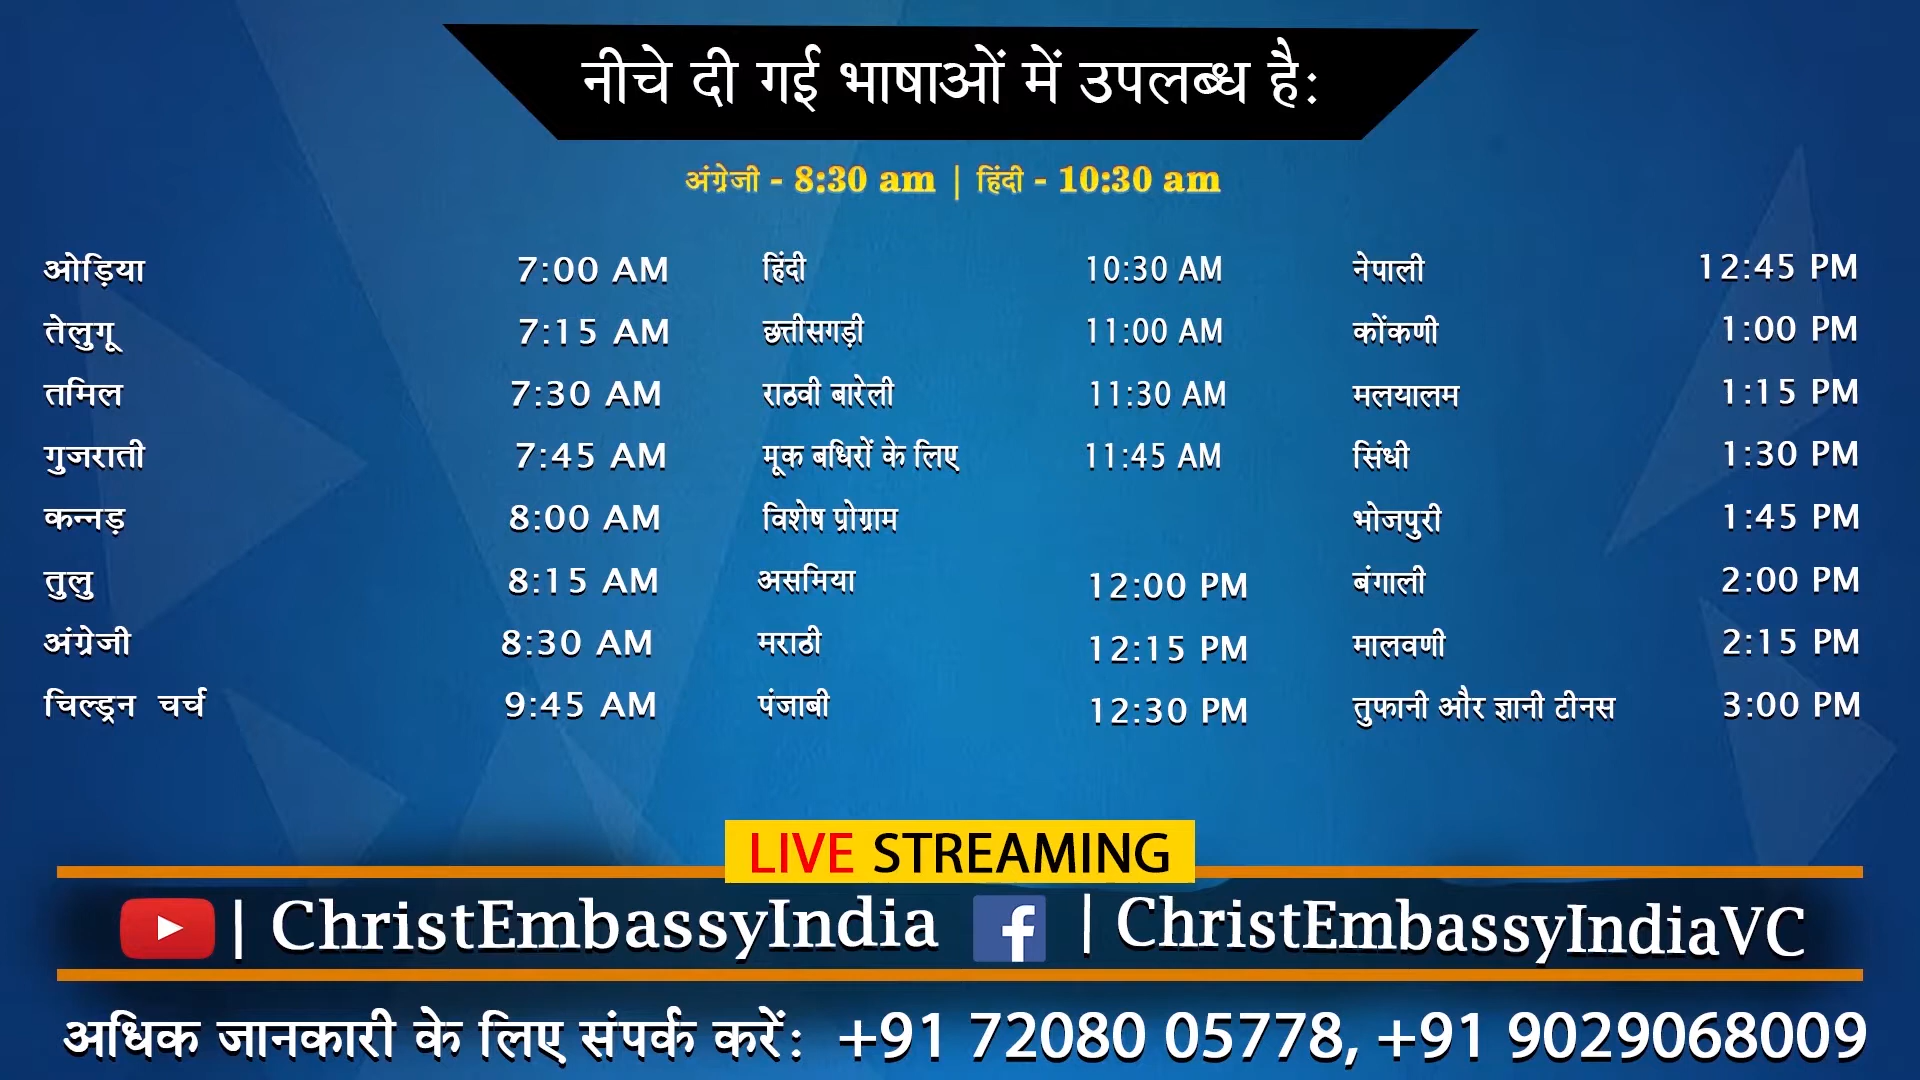 नीचे दी गई भाषाओं में उपलब्ध है:
अंग्रेजी - 8:30 am | हिंदी - 10:30 am
ओड़िया 7:00 AM
तेलुगू 7:15 AM
तमिल 7:30 AM
गुजराती 7:45 AM
कन्नड़ 8:00 AM
तुलु 8:15 AM
अंग्रेजी 8:30 AM
चिल्ड्रन चर्च 9:45 AM
हिंदी 10:30 AM
छत्तीसगड़ी 11:00 AM
राठवी बारेली 11:30 AM
मूक बधिरों के लिए 11:45 AM
विशेष प्रोग्राम
असमिया 12:00 PM
मराठी 12:15 PM
पंजाबी 12:30 PM
नेपाली 12:45 PM
कोंकणी 1:00 PM
मलयालम 1:15 PM
सिंधी 1:30 PM
भोजपुरी 1:45 PM
बंगाली 2:00 PM
मालवणी 2:15 PM
तुफानी और ज्ञानी टीनस 3:00 PM
LIVE STREAMING
| ChristEmbassyIndia | ChristEmbassyIndiaVC
अधिक जानकारी के लिए संपर्क करें: +91 72080 05778, +91 9029068009